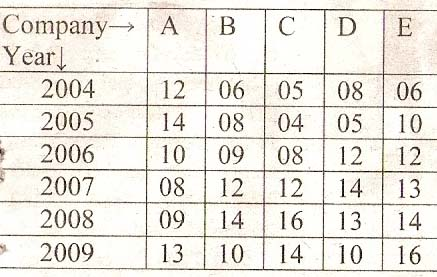 Company→ A B C D E
Year↓
2004 12 06 05 08 06
2005 14 08 04 05 10
2006 10 09 08 12 12
2007 08 12 12 14 13
2008 09 14 16 13 14
2009 13 10 14 10 16